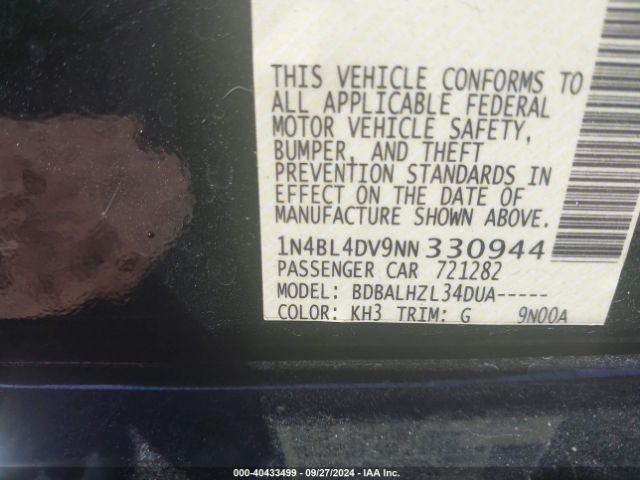 THIS VEHICLE CONFORMS TO
ALL APPLICABLE FEDERAL
MOTOR VEHICLE SAFETY,
BUMPER, AND THEFT
PREVENTION STANDARDS IN
EFFECT ON THE DATE OF
MANUFACTURE SHOWN ABOVE.
1N4BL4DV9NN 330944
PASSENGER CAR 721282
MODEL: BDBALHZL34DUA-----
COLOR: KH3 TRIM: G 9N00A
000-40433499 - 09/27/2024 - IAA Inc.